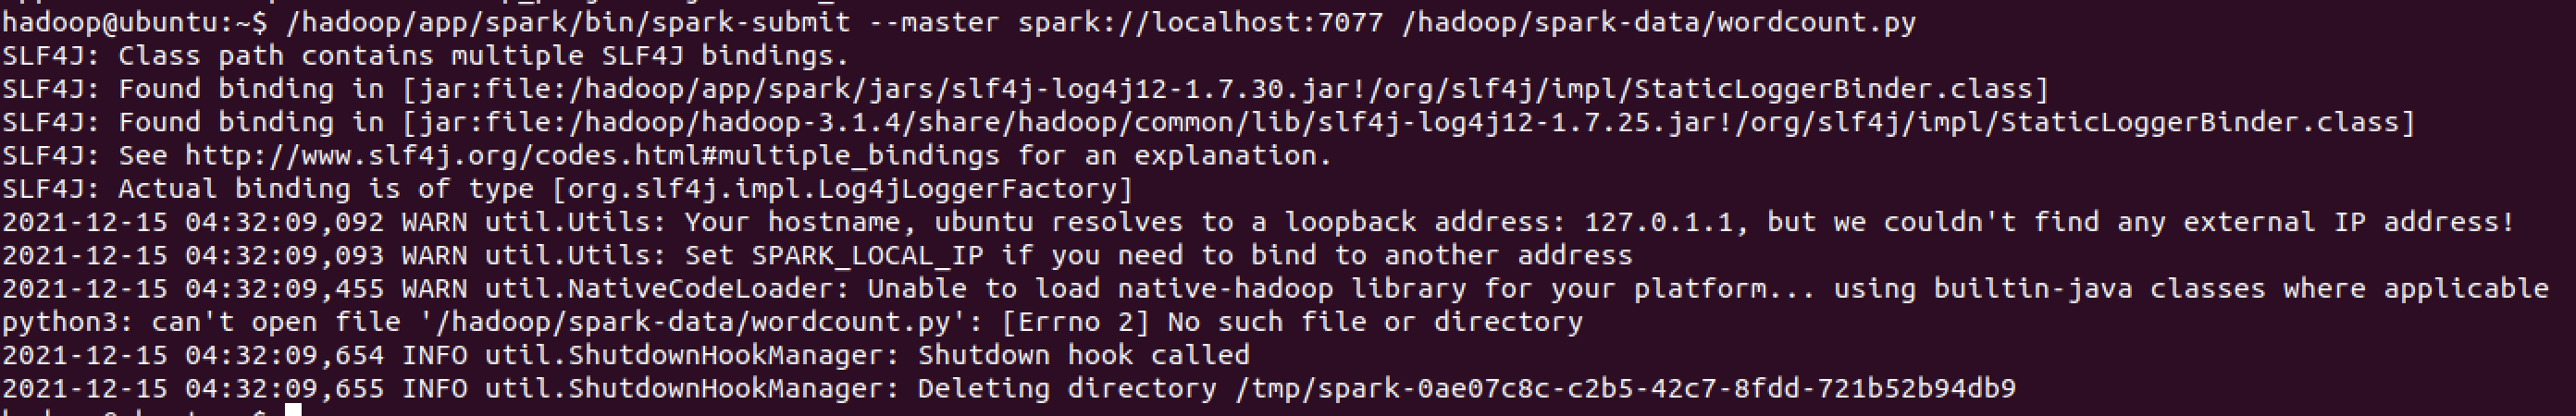 hadoop@ubuntu:~$ /hadoop/app/spark/bin/spark-submit --master spark://localhost:7077 /hadoop/spark-data/wordcount.py
SLF4J: Class path contains multiple SLF4J bindings.
SLF4J: Found binding in [jar:file:/hadoop/app/spark/jars/slf4j-log4j12-1.7.30.jar!/org/slf4j/impl/StaticLoggerBinder.class]
SLF4J: Found binding in [jar:file:/hadoop/hadoop-3.1.4/share/hadoop/common/lib/slf4j-log4j12-1.7.25.jar!/org/slf4j/impl/StaticLoggerBinder.class]
SLF4J: See http://www.slf4j.org/codes.html#multiple_bindings for an explanation.
SLF4J: Actual binding is of type [org.slf4j.impl.Log4jLoggerFactory]
2021-12-15 04:32:09,092 WARN util.Utils: Your hostname, ubuntu resolves to a loopback address: 127.0.1.1, but we couldn't find any external IP address!
2021-12-15 04:32:09,093 WARN util.Utils: Set SPARK_LOCAL_IP if you need to bind to another address
2021-12-15 04:32:09,455 WARN util.NativeCodeLoader: Unable to load native-hadoop library for your platform... using builtin-java classes where applicable
python3: can't open file '/hadoop/spark-data/wordcount.py': [Errno 2] No such file or directory
2021-12-15 04:32:09,654 INFO util.ShutdownHookManager: Shutdown hook called
2021-12-15 04:32:09,655 INFO util.ShutdownHookManager: Deleting directory /tmp/spark-0ae07c8c-c2b5-42c7-8fdd-721b52b94db9